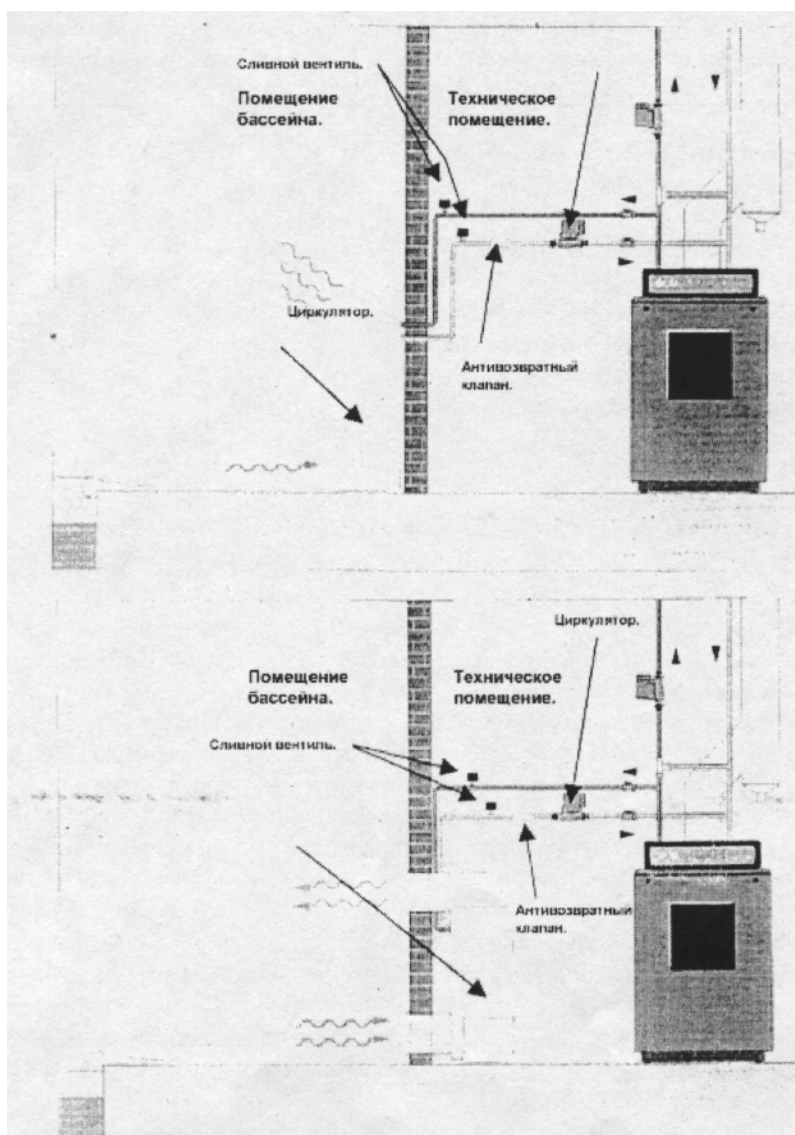 Сливной вентиль.
Помещение
бассейна.
Техническое
помещение.
Циркулятор.
Антивозвратный
клапан.
Циркулятор.
Помещение
бассейна.
Техническое
помещение.
Сливной вентиль.
Антивозвратный
клапан.